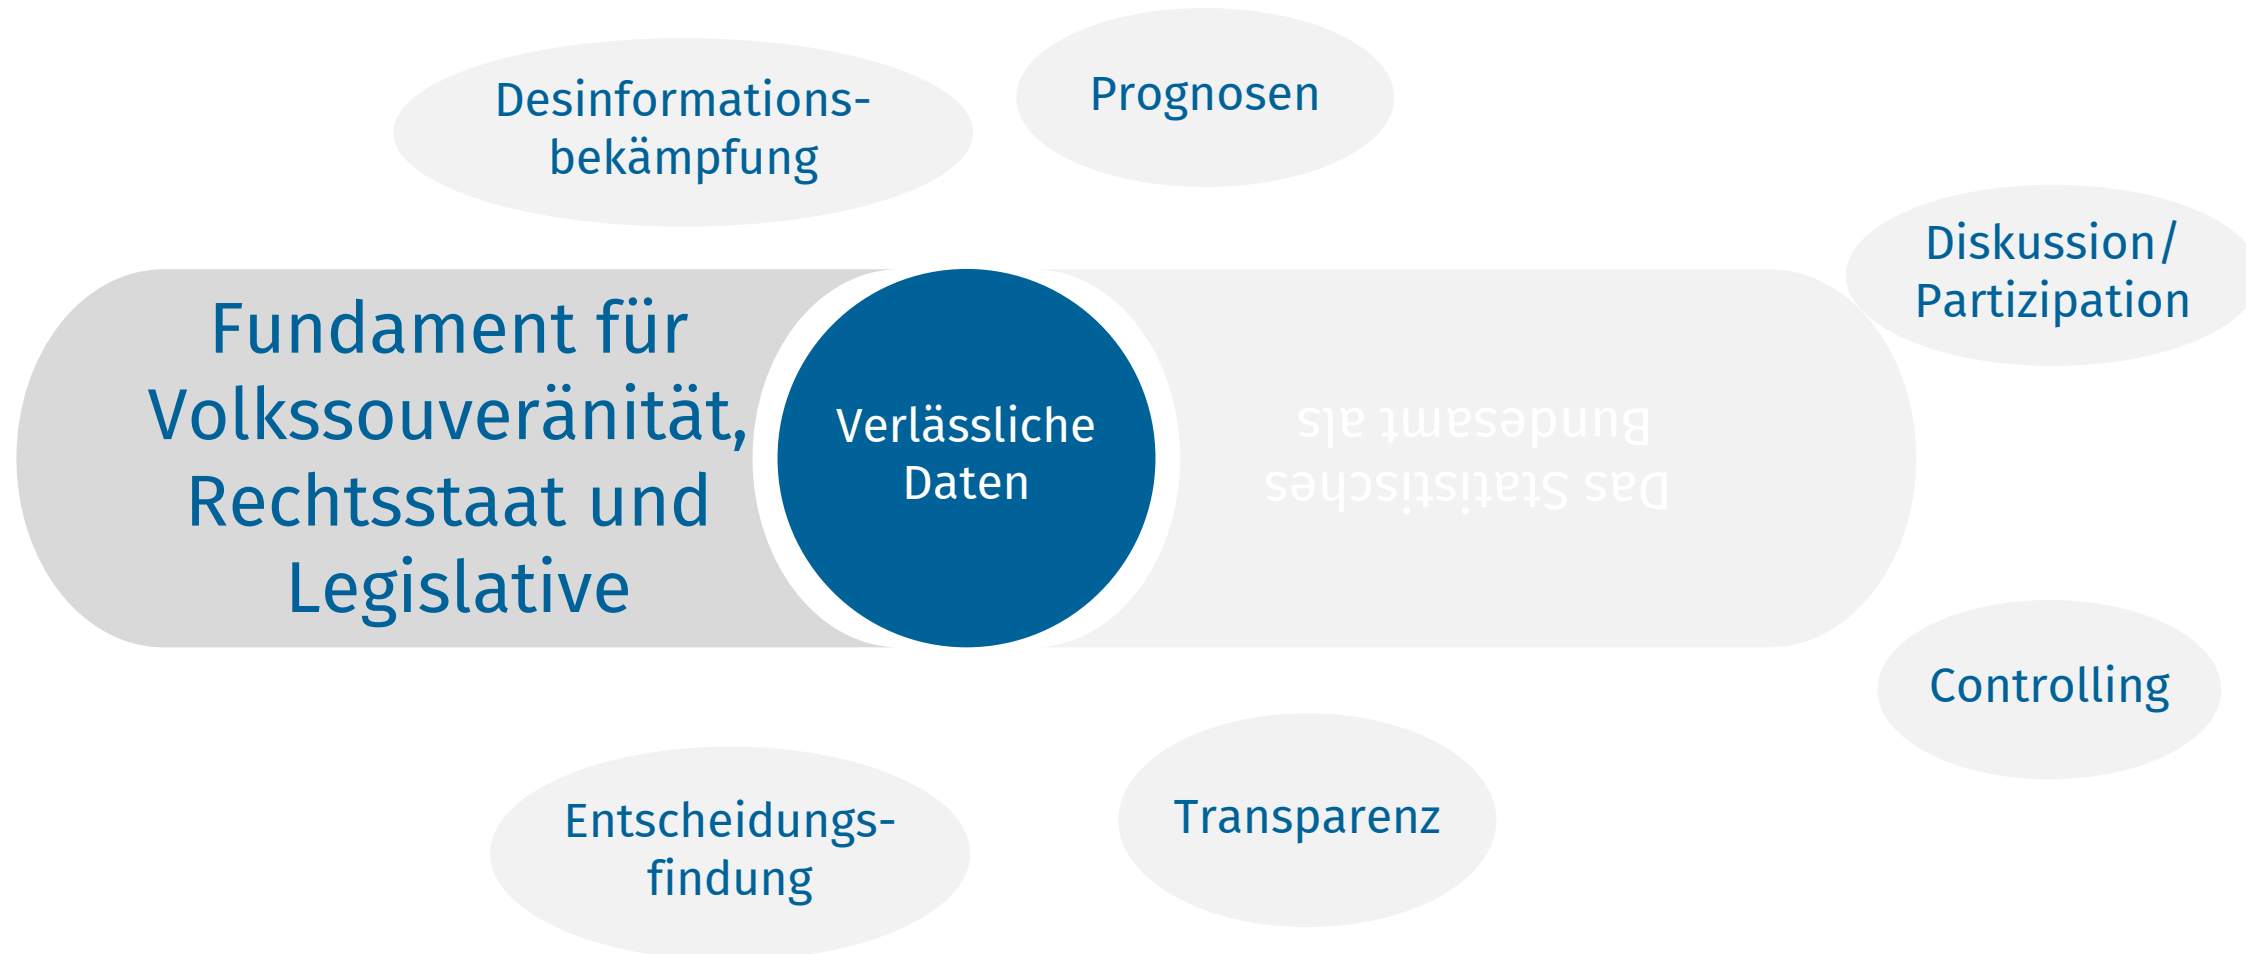 Desinformations-
bekämpfung
Prognosen
Diskussion/
Partizipation
Fundament für
Volkssouveränität,
Rechtsstaat und
Legislative
Verlässliche
Daten
Das Statistisches
Bundesamt als
Controlling
Entscheidungs-
findung
Transparenz